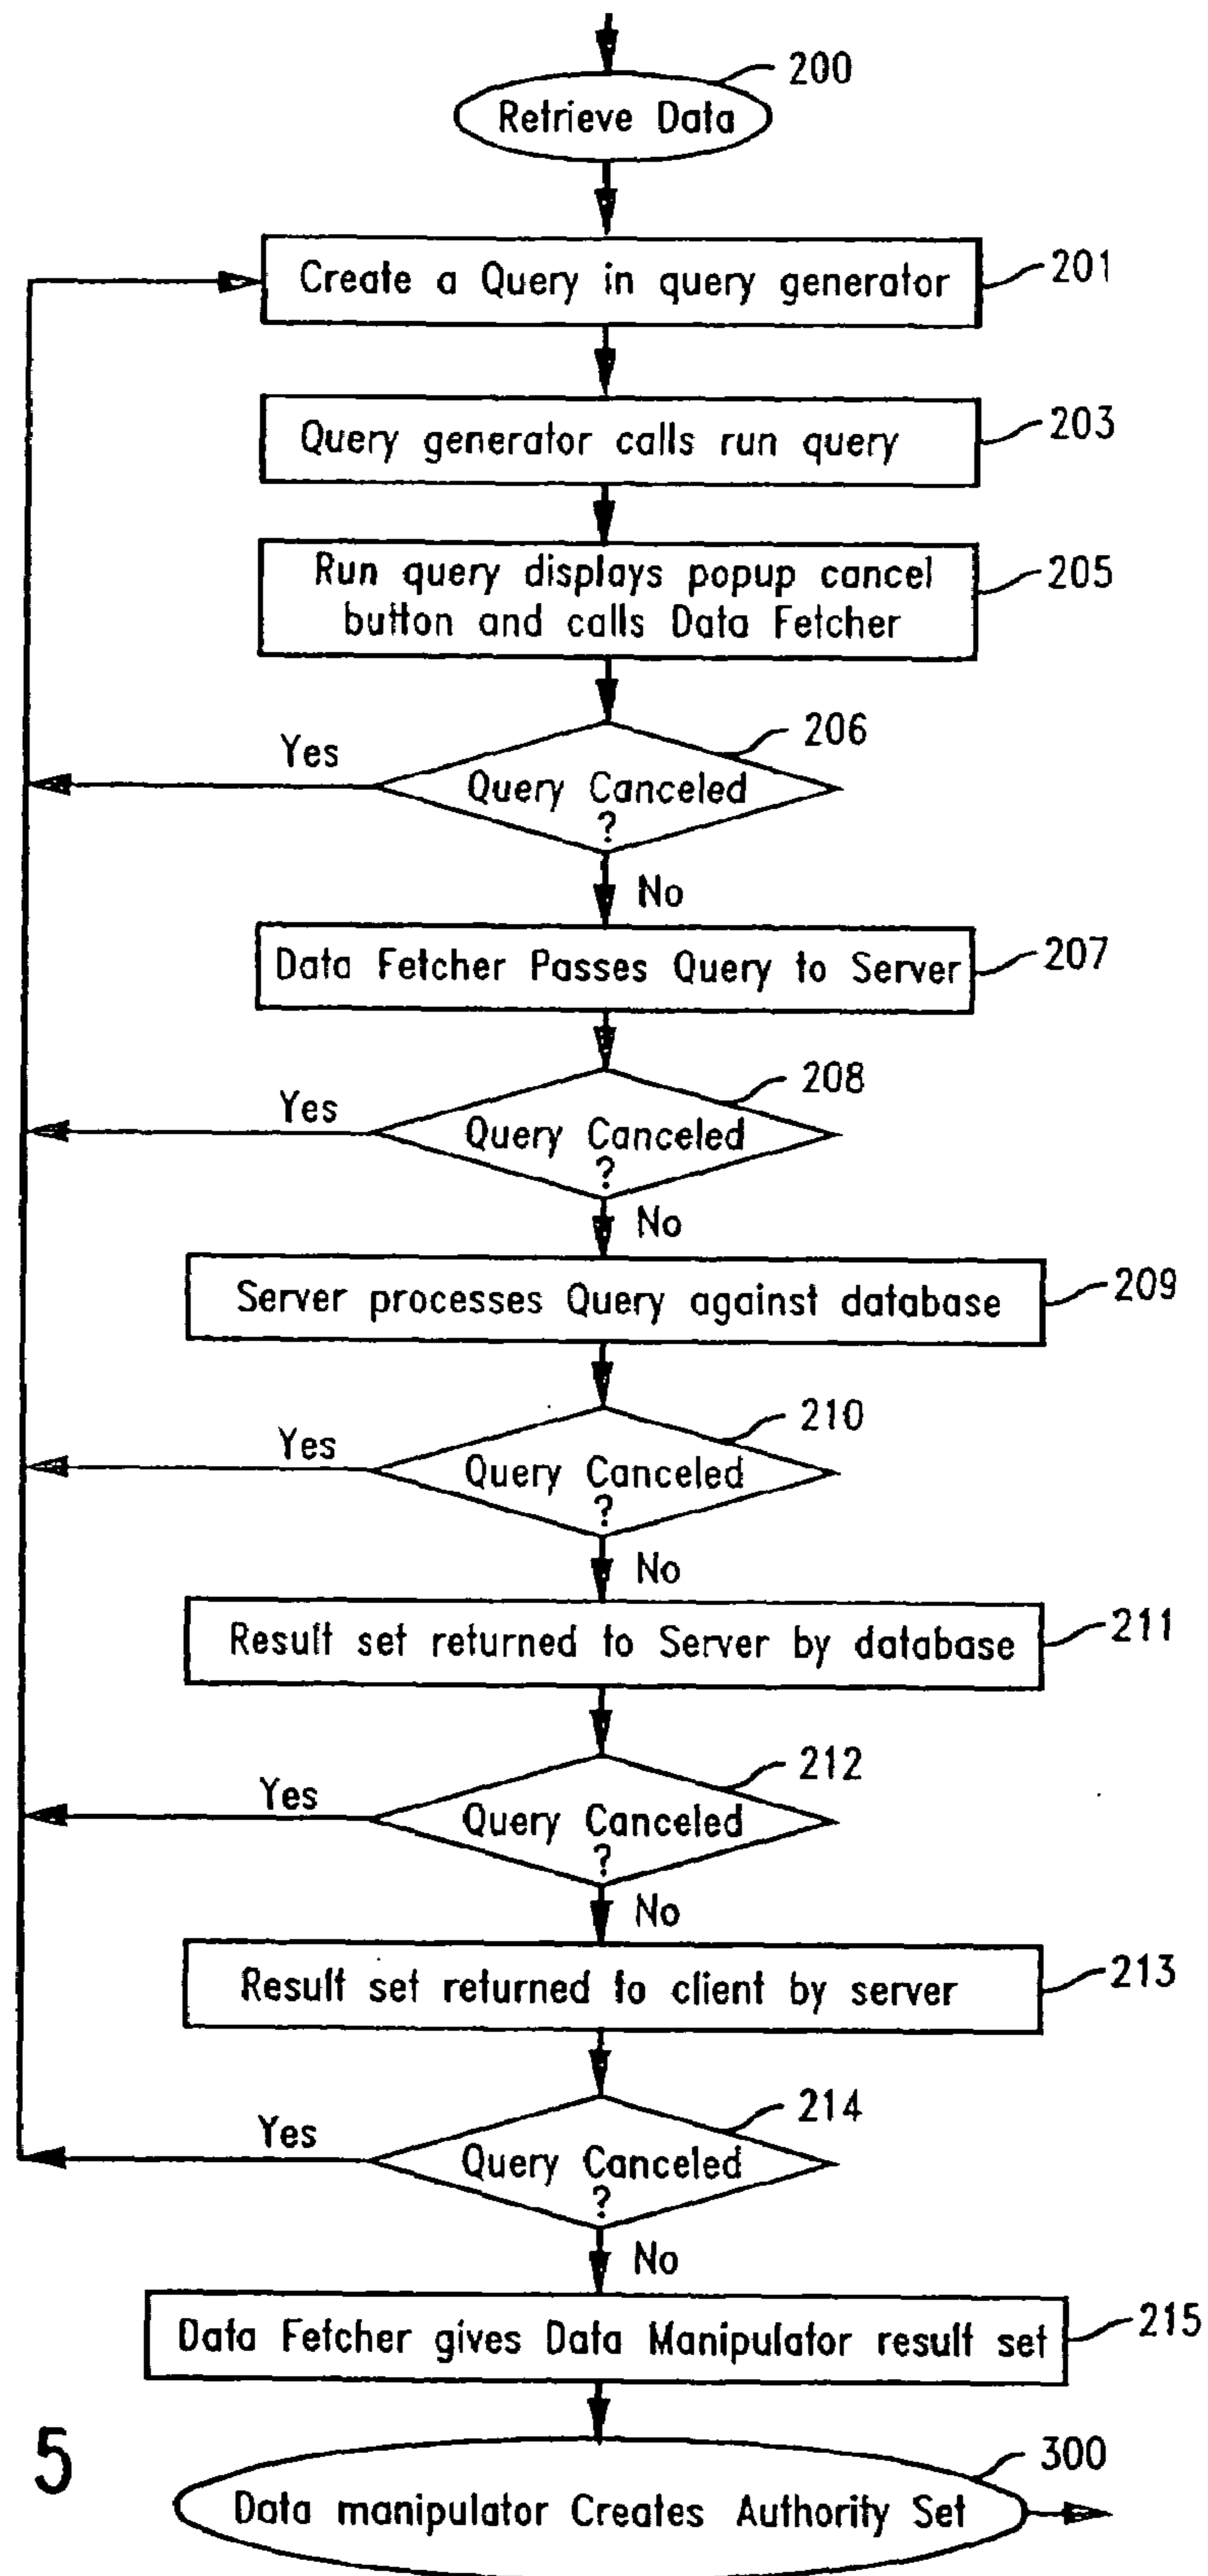 200
Retrieve Data
Create a Query in query generator
201
Query generator calls run query
203
Run query displays popup cancel
button and calls Data Fetcher
205
206
Yes
Query Canceled
?
No
Data Fetcher Passes Query to Server
207
208
Yes
Query Canceled
?
No
Server processes Query against database
209
210
Yes
Query Canceled
?
No
Result set returned to Server by database
211
212
Yes
Query Canceled
?
No
Result set returned to client by server
213
214
Yes
Query Canceled
?
No
Data Fetcher gives Data Manipulator result set
215
5
300
Data manipulator Creates Authority Set